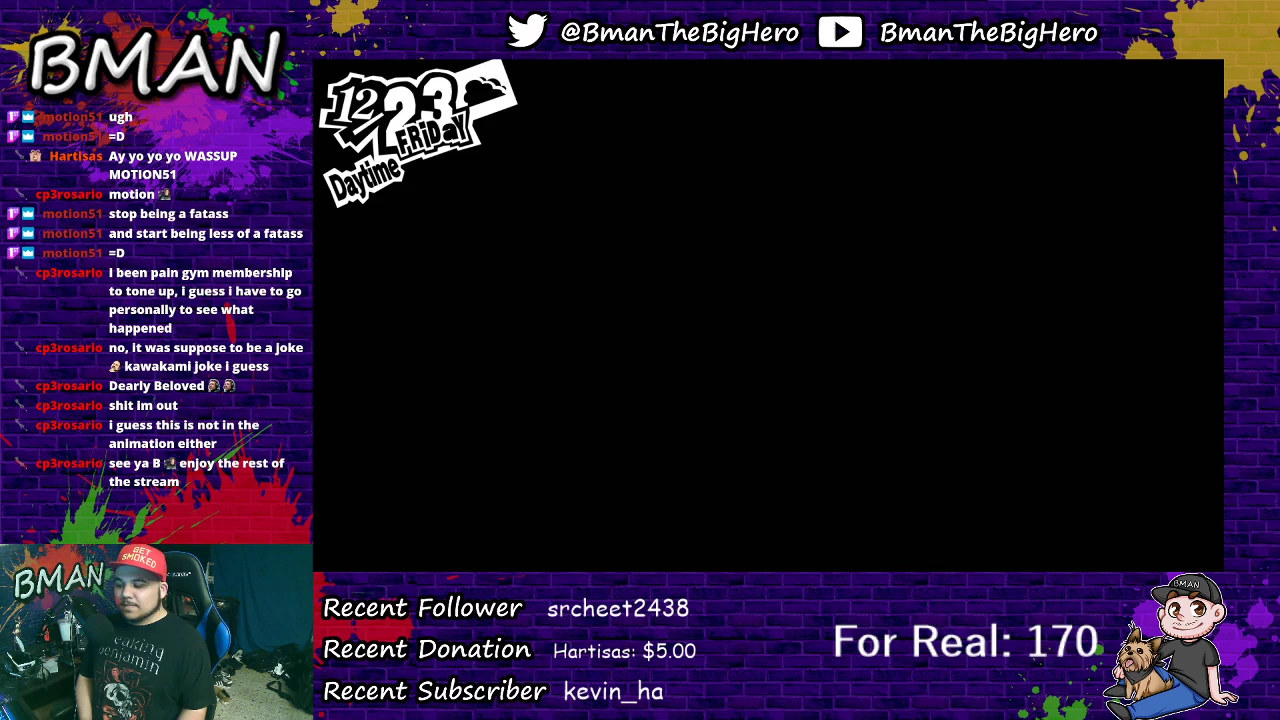 BMAN
@BmanTheBigHero
BmanTheBigHero
motion51 ugh
motion51 =D
Hartisas Ay yo yo yo WASSUP
MOTION51
cp3rosario motion
motion51 stop being a fatass
motion51 and start being less of a fatass
motion51 =D
cp3rosario i been pain gym membership
to tone up, i guess i have to go
personally to see what
happened
cp3rosario no, it was suppose to be a joke
kawakami joke i guess
cp3rosario Dearly Beloved
cp3rosario shit im out
cp3rosario i guess this is not in the
animation either
cp3rosario see ya B enjoy the rest of
the stream
12 23
FRiDaY
Daytime
BMAN
GET
SMOKED
eaking
benjamin
Recent Follower srcheet2438
Recent Donation Hartisas: $5.00
Recent Subscriber kevin_ha
For Real: 170
BMAN